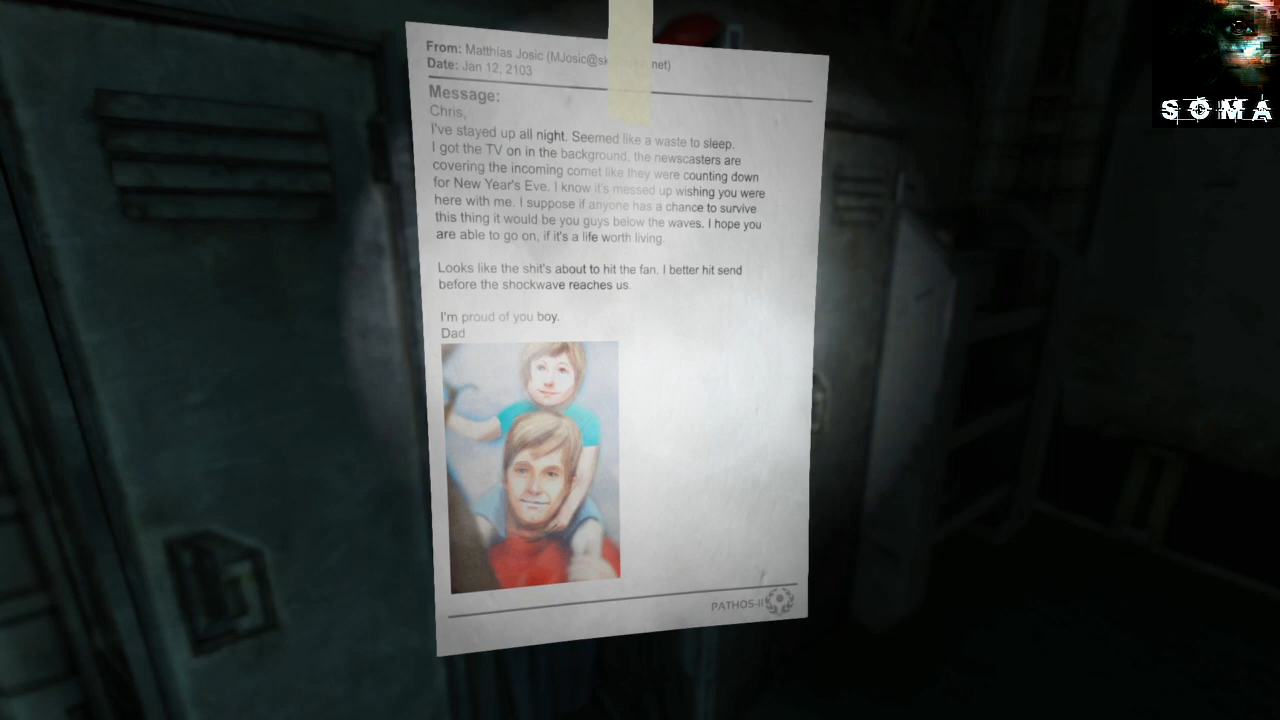 SOMA
From: Matthias Josic (MJosic@sk net)
Date: Jan 12, 2103
Message:
Chris,
I've stayed up all night. Seemed like a waste to sleep.
I got the TV on in the background, the newscasters are
covering the incoming comet like they were counting down
for New Year's Eve. I know it's messed up wishing you were
here with me. I suppose if anyone has a chance to survive
this thing it would be you guys below the waves. I hope you
are able to go on, if it's a life worth living.
Looks like the shit's about to hit the fan. I better hit send
before the shockwave reaches us.
I'm proud of you boy.
Dad
PATHOS-II